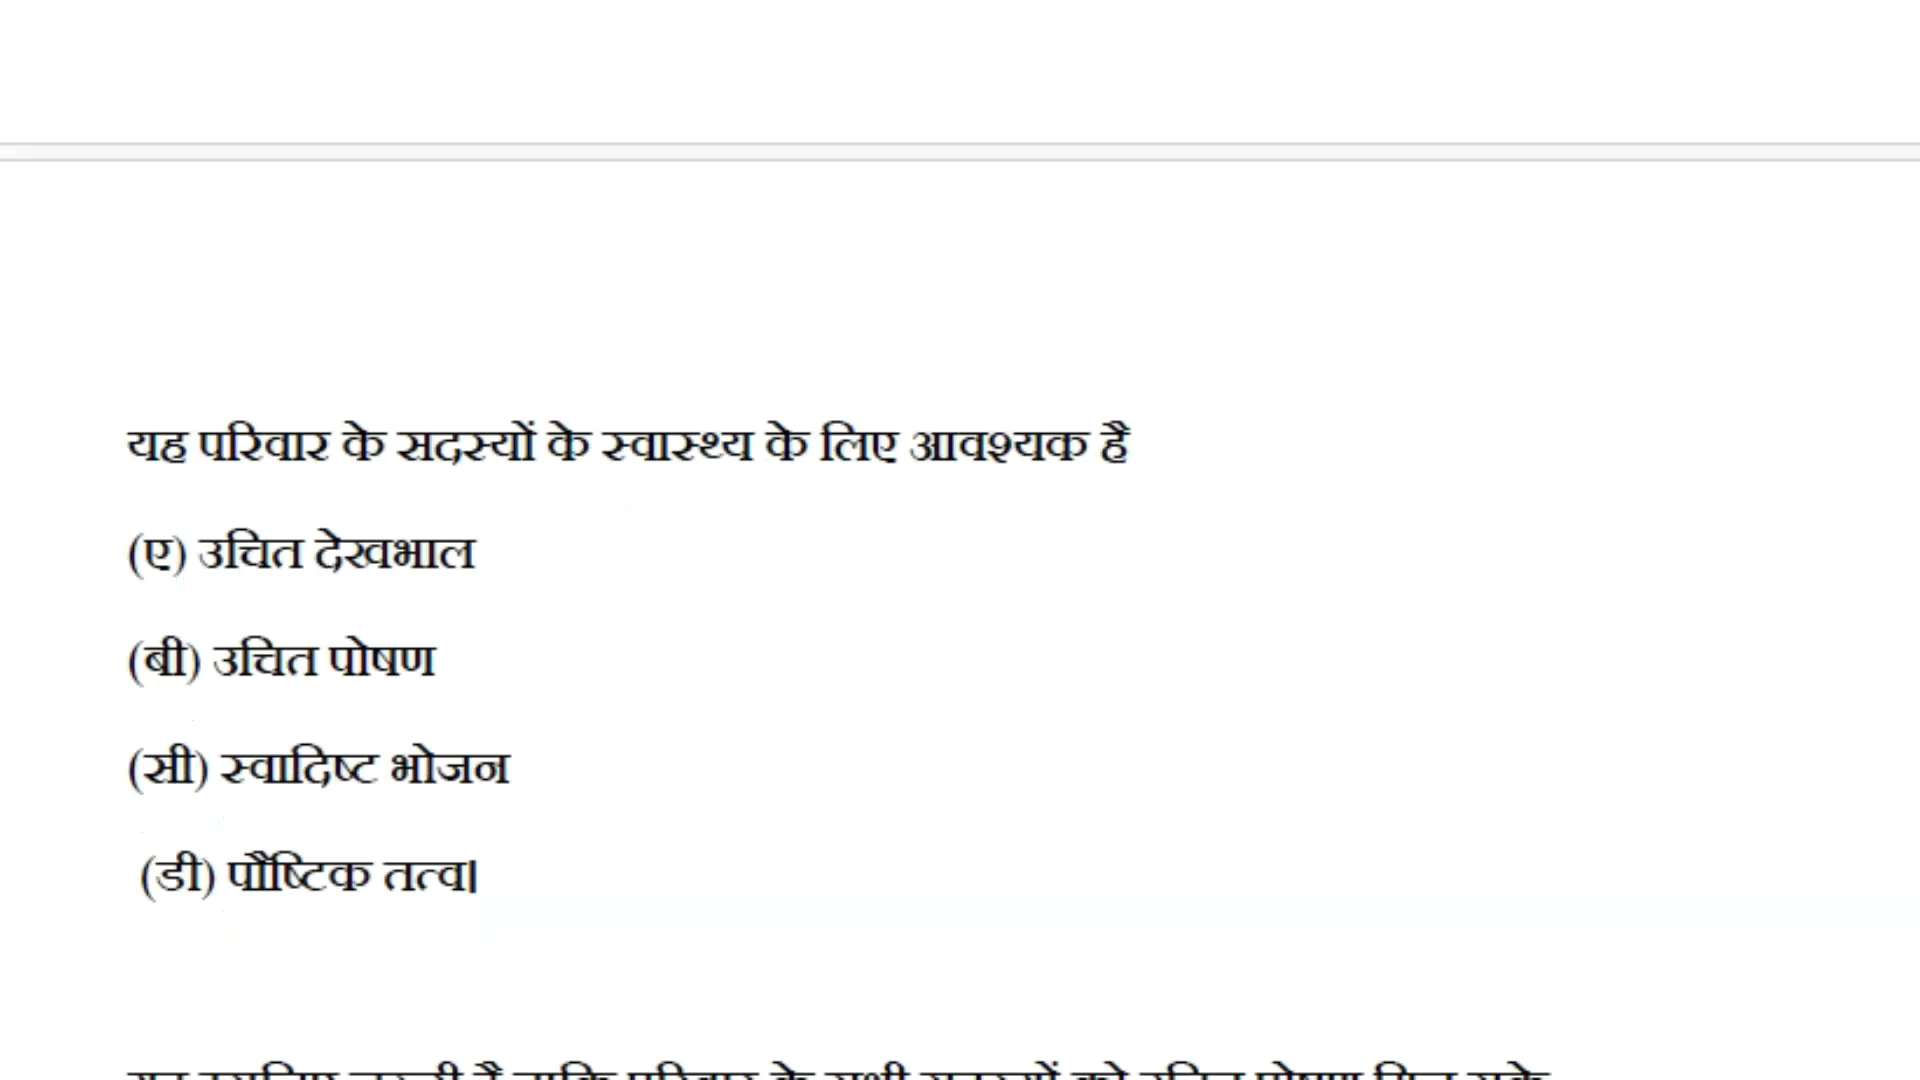 यह परिवार के सदस्यों के स्वास्थ्य के लिए आवश्यक है
(ए) उचित देखभाल
(बी) उचित पोषण
(सी) स्वादिष्ट भोजन
(डी) पौष्टिक तत्व।